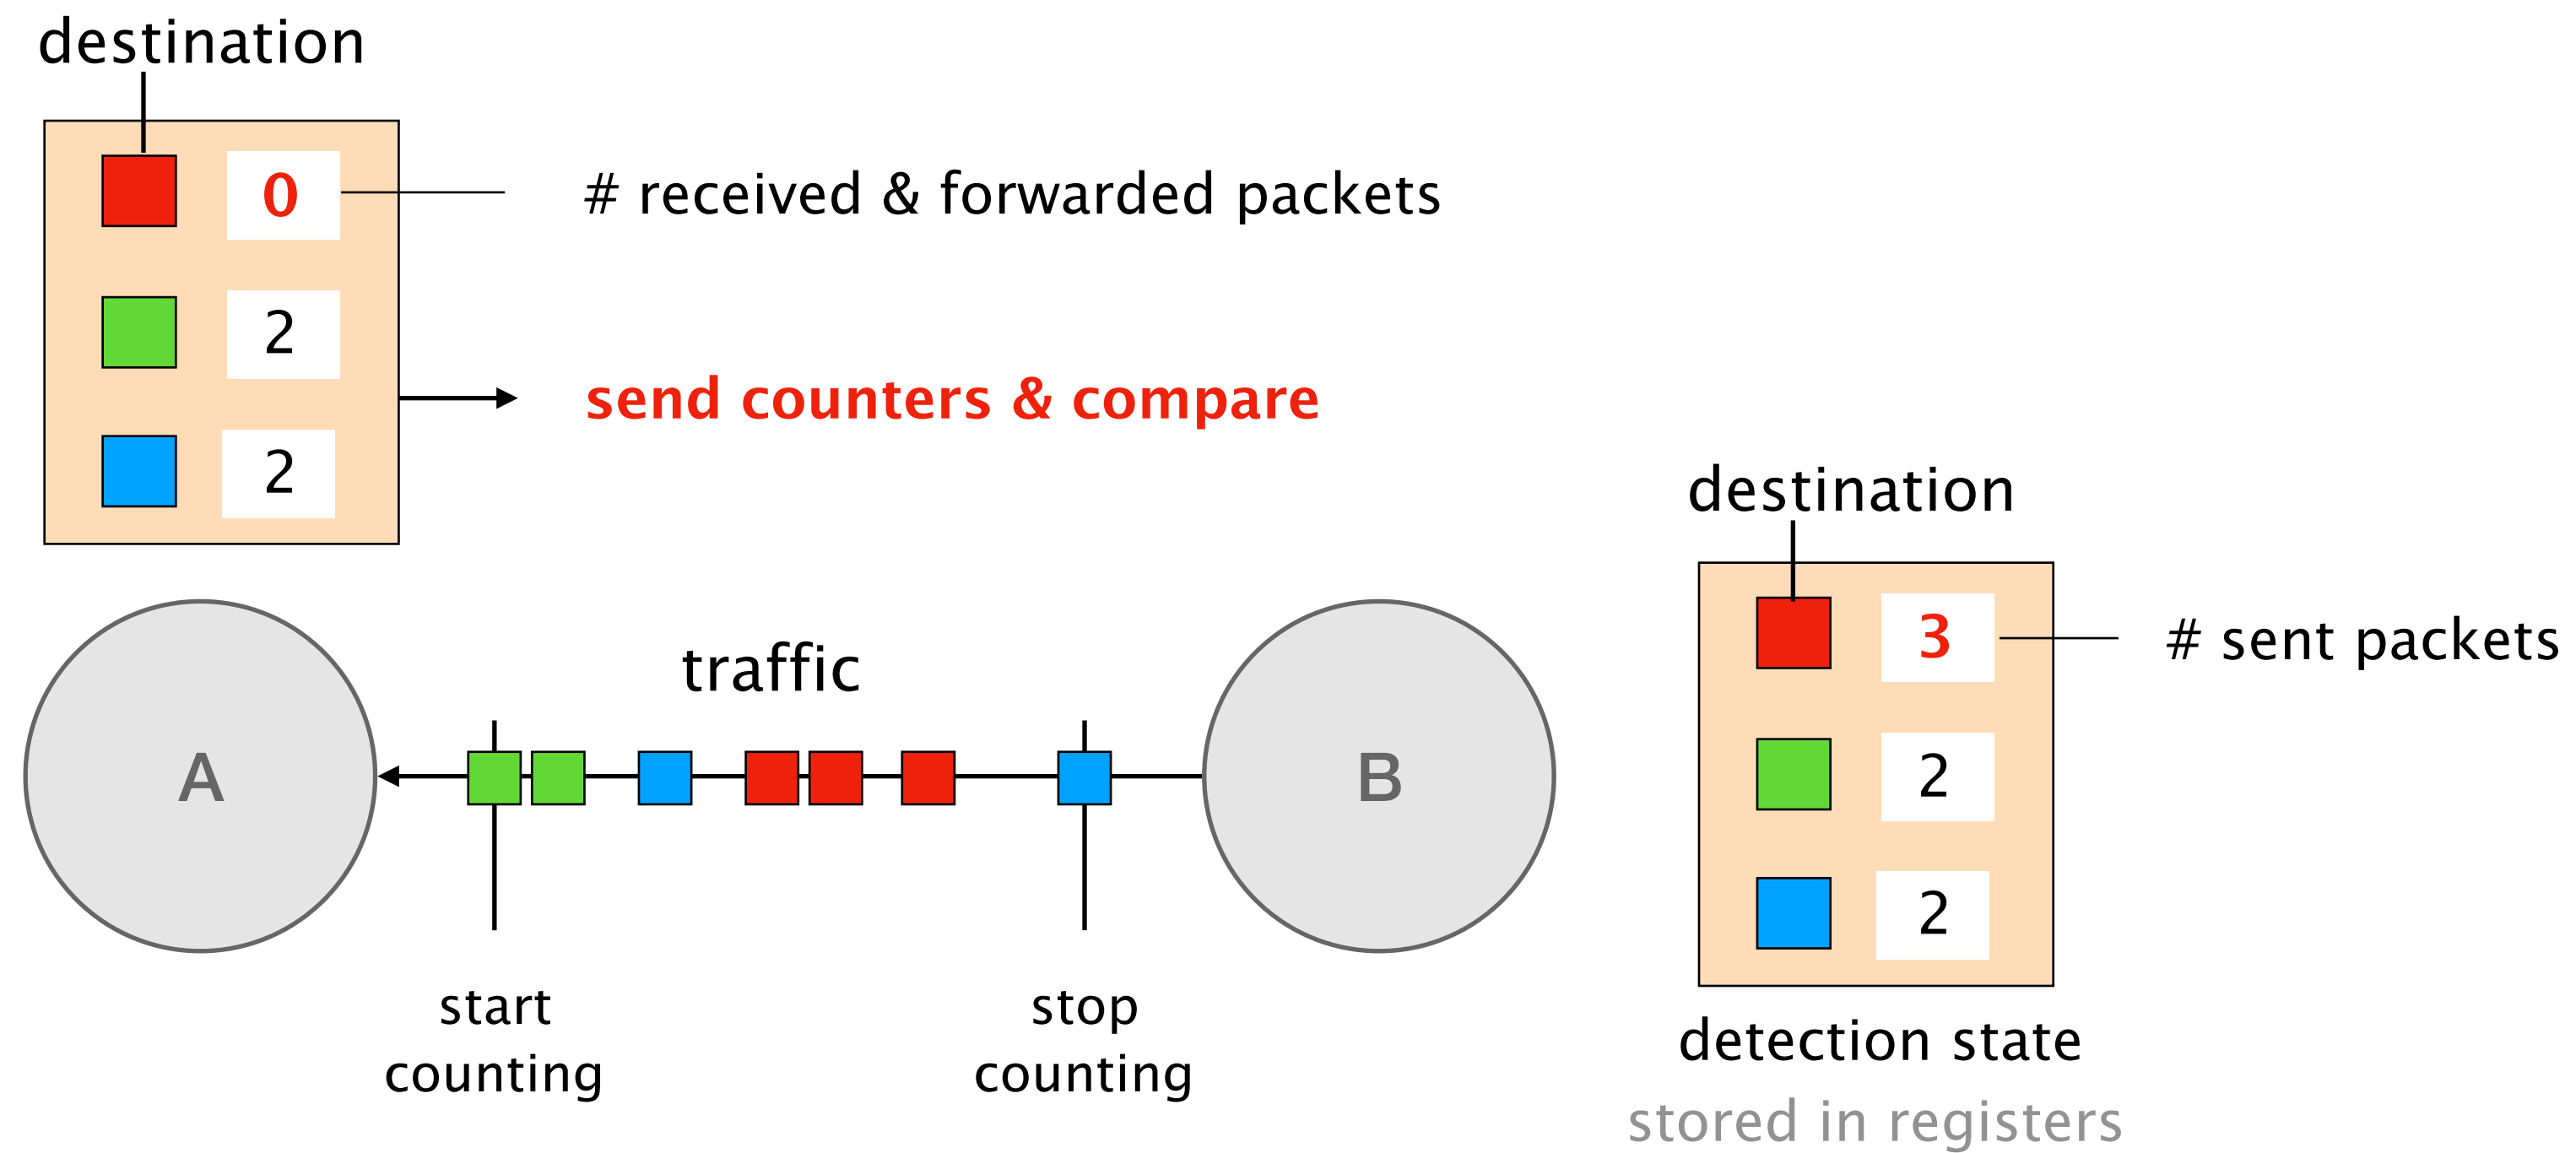 destination
0
# received & forwarded packets
2
send counters & compare
2
destination
3
# sent packets
traffic
2
A
B
2
start
counting
stop
counting
detection state
stored in registers